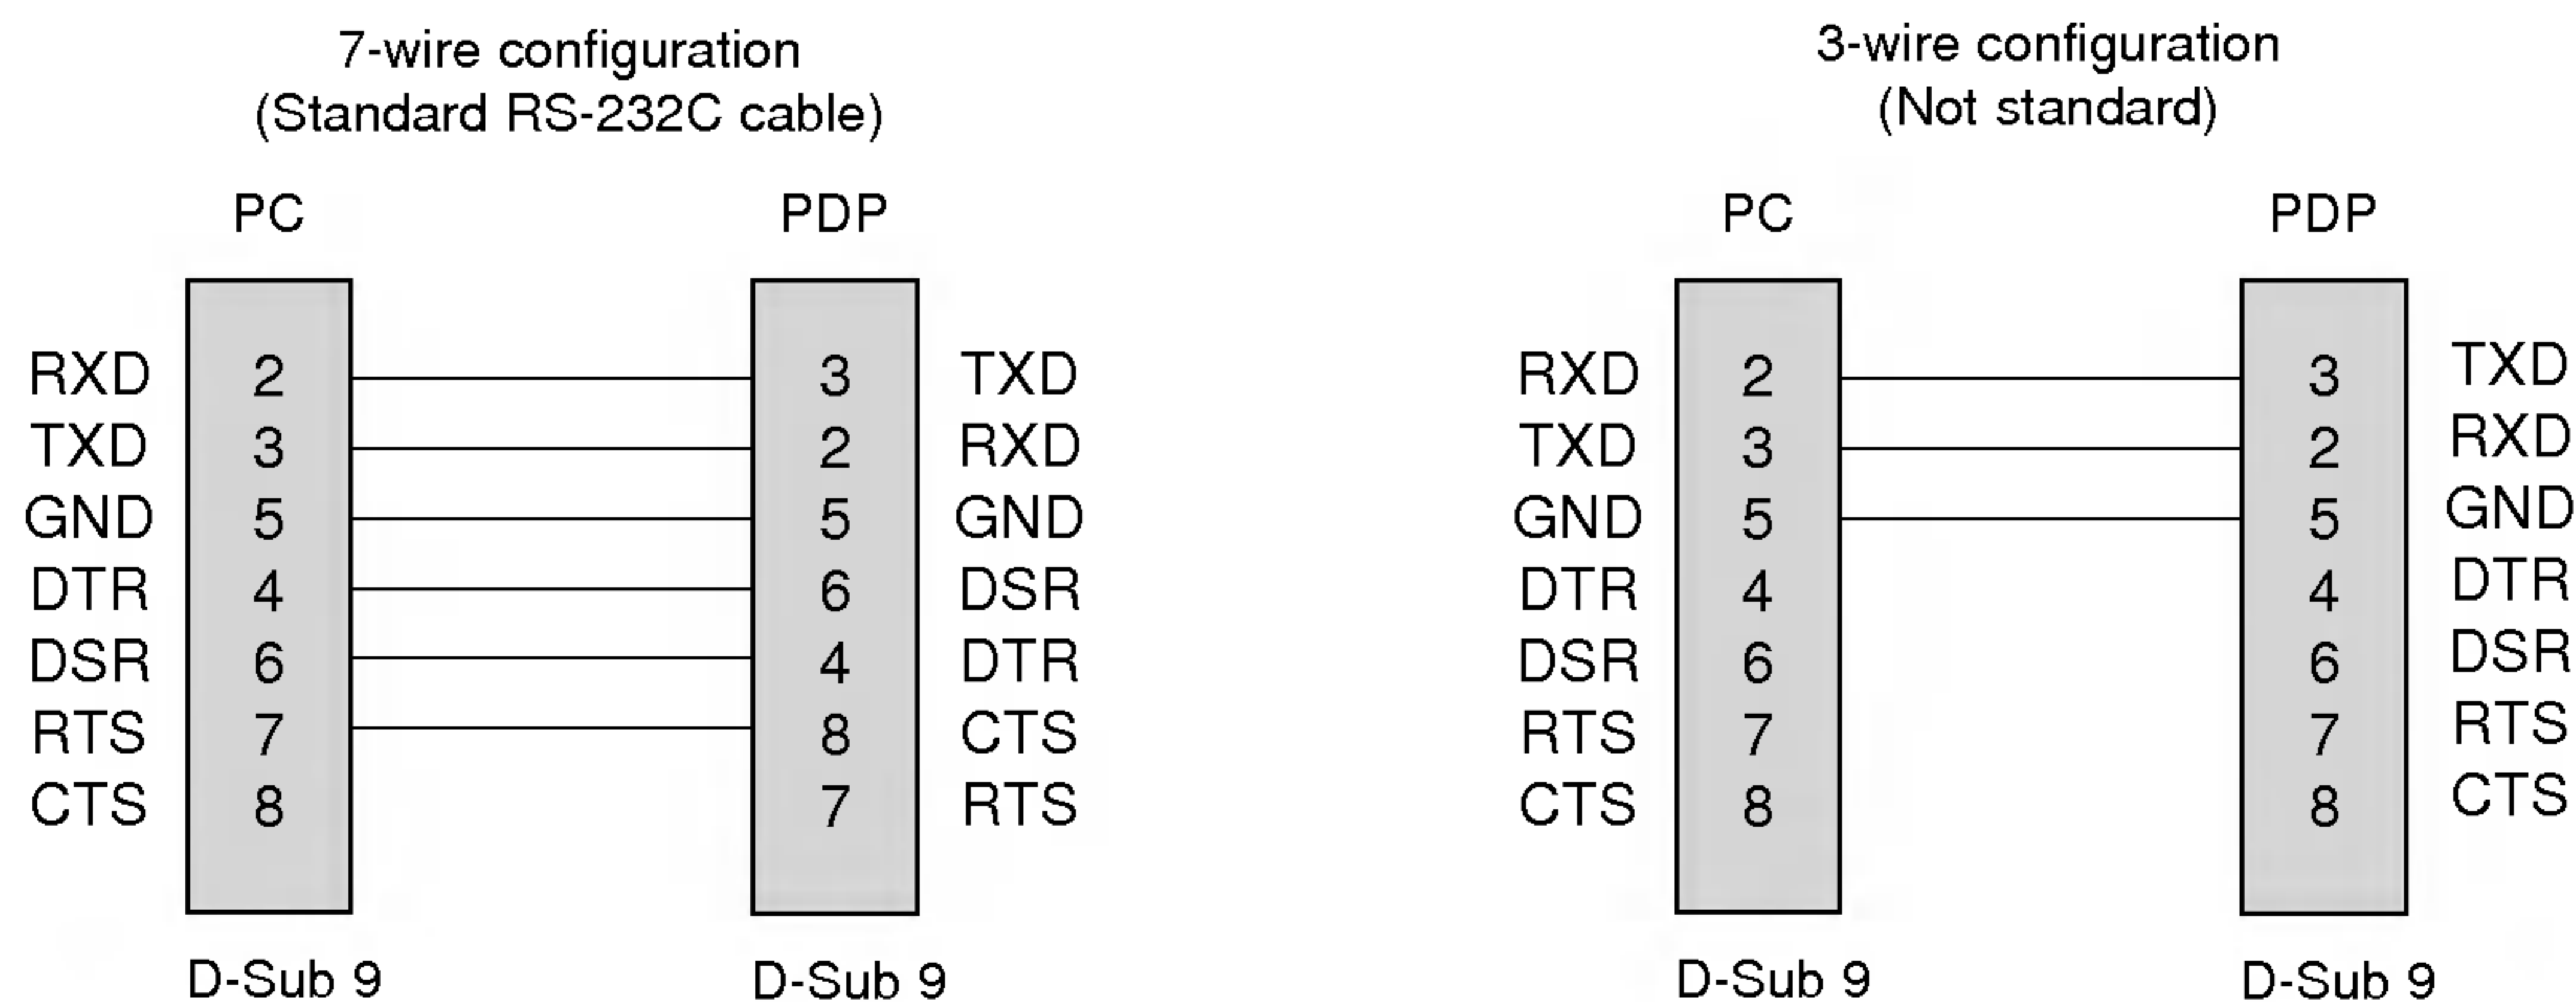 7-wire configuration
(Standard RS-232C cable)
PC PDP
RXD 2 3 TXD
TXD 3 2 RXD
GND 5 5 GND
DTR 4 6 DSR
DSR 6 4 DTR
RTS 7 8 CTS
CTS 8 7 RTS
D-Sub 9 D-Sub 9
3-wire configuration
(Not standard)
PC PDP
RXD 2 3 TXD
TXD 3 2 RXD
GND 5 5 GND
DTR 4 4 DTR
DSR 6 6 DSR
RTS 7 7 RTS
CTS 8 8 CTS
D-Sub 9 D-Sub 9